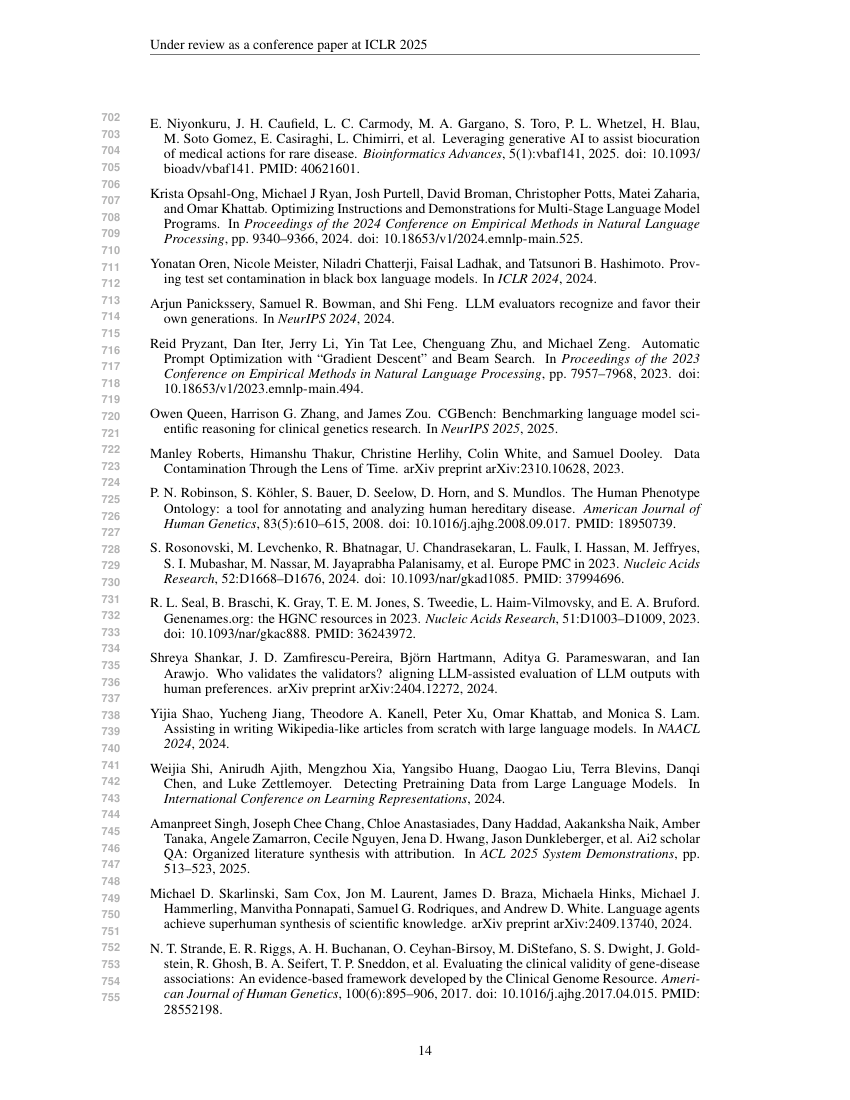 Under review as a conference paper at ICLR 2025
702
703
704
705
706
707
708
709
710
711
712
713
714
715
716
717
718
719
720
721
722
723
724
725
726
727
728
729
730
731
732
733
734
735
736
737
738
739
740
741
742
743
744
745
746
747
748
749
750
751
752
753
754
755
E. Niyonkuru, J. H. Caufield, L. C. Carmody, M. A. Gargano, S. Toro, P. L. Whetzel, H. Blau,
M. Soto Gomez, E. Casiraghi, L. Chimirri, et al. Leveraging generative AI to assist biocuration
of medical actions for rare disease. Bioinformatics Advances, 5(1):vbaf141, 2025. doi: 10.1093/
bioadv/vbaf141. PMID: 40621601.
Krista Opsahl-Ong, Michael J Ryan, Josh Purtell, David Broman, Christopher Potts, Matei Zaharia,
and Omar Khattab. Optimizing Instructions and Demonstrations for Multi-Stage Language Model
Programs. In Proceedings of the 2024 Conference on Empirical Methods in Natural Language
Processing, pp. 9340–9366, 2024. doi: 10.18653/v1/2024.emnlp-main.525.
Yonatan Oren, Nicole Meister, Niladri Chatterji, Faisal Ladhak, and Tatsunori B. Hashimoto. Prov-
ing test set contamination in black box language models. In ICLR 2024, 2024.
Arjun Panickssery, Samuel R. Bowman, and Shi Feng. LLM evaluators recognize and favor their
own generations. In NeurIPS 2024, 2024.
Reid Pryzant, Dan Iter, Jerry Li, Yin Tat Lee, Chenguang Zhu, and Michael Zeng. Automatic
Prompt Optimization with “Gradient Descent” and Beam Search. In Proceedings of the 2023
Conference on Empirical Methods in Natural Language Processing, pp. 7957–7968, 2023. doi:
10.18653/v1/2023.emnlp-main.494.
Owen Queen, Harrison G. Zhang, and James Zou. CGBench: Benchmarking language model sci-
entific reasoning for clinical genetics research. In NeurIPS 2025, 2025.
Manley Roberts, Himanshu Thakur, Christine Herlihy, Colin White, and Samuel Dooley. Data
Contamination Through the Lens of Time. arXiv preprint arXiv:2310.10628, 2023.
P. N. Robinson, S. Köhler, S. Bauer, D. Seelow, D. Horn, and S. Mundlos. The Human Phenotype
Ontology: a tool for annotating and analyzing human hereditary disease. American Journal of
Human Genetics, 83(5):610–615, 2008. doi: 10.1016/j.ajhg.2008.09.017. PMID: 18950739.
S. Rosonovski, M. Levchenko, R. Bhatnagar, U. Chandrasekaran, L. Faulk, I. Hassan, M. Jeffryes,
S. I. Mubashar, M. Nassar, M. Jayaprabha Palanisamy, et al. Europe PMC in 2023. Nucleic Acids
Research, 52:D1668–D1676, 2024. doi: 10.1093/nar/gkad1085. PMID: 37994696.
R. L. Seal, B. Braschi, K. Gray, T. E. M. Jones, S. Tweedie, L. Haim-Vilmovsky, and E. A. Bruford.
Genenames.org: the HGNC resources in 2023. Nucleic Acids Research, 51:D1003–D1009, 2023.
doi: 10.1093/nar/gkac888. PMID: 36243972.
Shreya Shankar, J. D. Zamfirescu-Pereira, Björn Hartmann, Aditya G. Parameswaran, and Ian
Arawjo. Who validates the validators? aligning LLM-assisted evaluation of LLM outputs with
human preferences. arXiv preprint arXiv:2404.12272, 2024.
Yijia Shao, Yucheng Jiang, Theodore A. Kanell, Peter Xu, Omar Khattab, and Monica S. Lam.
Assisting in writing Wikipedia-like articles from scratch with large language models. In NAACL
2024, 2024.
Weijia Shi, Anirudh Ajith, Mengzhou Xia, Yangsibo Huang, Daogao Liu, Terra Blevins, Danqi
Chen, and Luke Zettlemoyer. Detecting Pretraining Data from Large Language Models. In
International Conference on Learning Representations, 2024.
Amanpreet Singh, Joseph Chee Chang, Chloe Anastasiades, Dany Haddad, Aakanksha Naik, Amber
Tanaka, Angele Zamarron, Cecile Nguyen, Jena D. Hwang, Jason Dunkleberger, et al. Ai2 scholar
QA: Organized literature synthesis with attribution. In ACL 2025 System Demonstrations, pp.
513–523, 2025.
Michael D. Skarlinski, Sam Cox, Jon M. Laurent, James D. Braza, Michaela Hinks, Michael J.
Hammerling, Manvitha Ponnapati, Samuel G. Rodriques, and Andrew D. White. Language agents
achieve superhuman synthesis of scientific knowledge. arXiv preprint arXiv:2409.13740, 2024.
N. T. Strande, E. R. Riggs, A. H. Buchanan, O. Ceyhan-Birsoy, M. DiStefano, S. S. Dwight, J. Gold-
stein, R. Ghosh, B. A. Seifert, T. P. Sneddon, et al. Evaluating the clinical validity of gene-disease
associations: An evidence-based framework developed by the Clinical Genome Resource. Ameri-
can Journal of Human Genetics, 100(6):895–906, 2017. doi: 10.1016/j.ajhg.2017.04.015. PMID:
28552198.
14